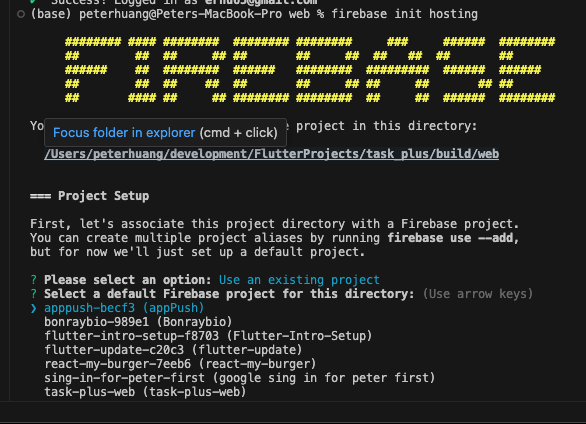 ✔ Success! Logged in as
(base) peterhuang@Peters-MacBook-Pro web % firebase init hosting
FIREBASE
Focus folder in explorer (cmd + click)
project in this directory:
/Users/peterhuang/development/FlutterProjects/task_plus/build/web
=== Project Setup
First, let's associate this project directory with a Firebase project.
You can create multiple project aliases by running firebase use --add,
but for now we'll just set up a default project.
? Please select an option: Use an existing project
? Select a default Firebase project for this directory: (Use arrow keys)
❯ apppush-becf3 (appPush)
bonraybio-989e1 (Bonraybio)
flutter-intro-setup-f8703 (Flutter-Intro-Setup)
flutter-update-c20c3 (flutter-update)
react-my-burger-7eeb6 (react-my-burger)
sing-in-for-peter-first (google sing in for peter first)
task-plus-web (task-plus-web)